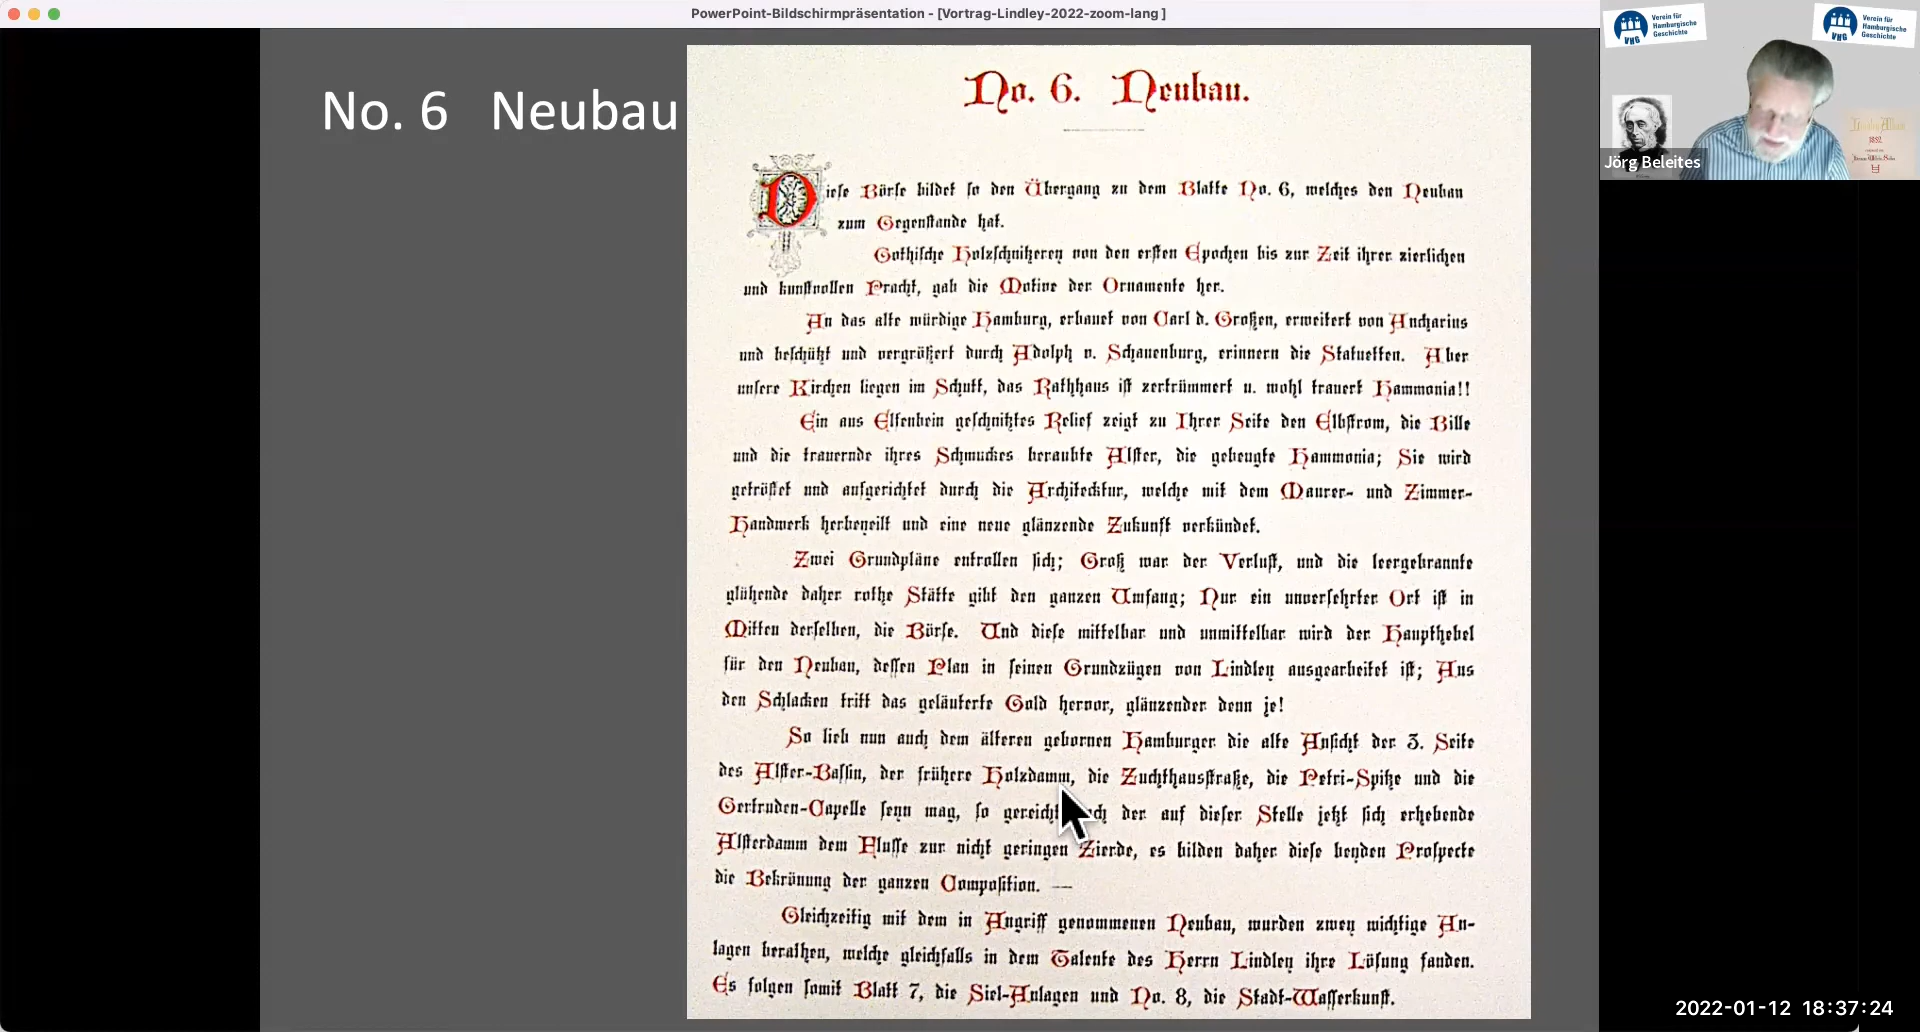 PowerPoint-Bildschirmpräsentation - [Vortrag-Lindley-2022-zoom-lang ]
No. 6 Neubau
No. 6. Neubau.
Diese Börse bildet so den Übergang zu dem Blatte No. 6, welches den Neubau
zum Gegenstande hat.
Gothische Holzschnitzerey von den ersten Epochen bis zur Zeit ihrer zierlichen
und kunstvollen Pracht, gab die Motive der Ornamente her.
An das alte würdige Hamburg, erbauet von Carl d. Großen, erweitert von Ancharius
und beschützt und vergrößert durch Adolph v. Schauenburg, erinnern die Statuetten. Aber
unsere Kirchen liegen im Schutt, das Rathhaus ist zertrümmert u. wohl trauert Hammonia!!
Ein aus Elfenbein geschnitztes Relief zeigt zu Ihrer Seite den Elbstrom, die Bille
und die trauernde ihres Schmuckes beraubte Alster, die gebeugte Hammonia; Sie wird
getröstet und aufgerichtet durch die Architecktur, welche mit dem Maurer- und Zimmer-
Handwerk herbeyeilt und eine neue glänzende Zukunft verkündet.
Zwei Grundpläne entrollen sich; Groß war der Verlust, und die leergebrannte
glühende daher rothe Stätte gibt den ganzen Umfang; Nur ein unversehrter Ort ist in
Mitten derselben, die Börse. Und diese mittelbar und unmittelbar wird der Haupthebel
für den Neubau, dessen Plan in seinen Grundzügen von Lindley ausgearbeitet ist; Aus
den Schlacken tritt das geläuterte Gold hervor, glänzender denn je!
So lieb nun auch dem älteren gebornen Hamburger die alte Ansicht der 3. Seite
des Alster-Bassin, der frühere Holzdamm, die Zuchthausstraße, die Petri-Spitze und die
Gertruden-Capelle seyn mag, so gereicht der auf dieser Stelle jetzt sich erhebende
Alsterdamm dem Flusse zur nicht geringen Zierde, es bilden daher diese beyden Prospecte
die Bekrönung der ganzen Composition. —
Gleichzeitig mit dem in Angriff genommenen Neubau, wurden zwey wichtige An-
lagen berathen, welche gleichfalls in dem Talente des Herrn Lindley ihre Lösung fanden.
Es folgen somit Blatt 7, die Siel-Anlagen und No. 8, die Stadt-Wasserkunst.
Verein für
Hamburgische
Geschichte
VHG
Verein für
Hamburgische
Geschichte
VHG
Lindley Album
1852.
Jörg Beleites
2022-01-12 18:37:24